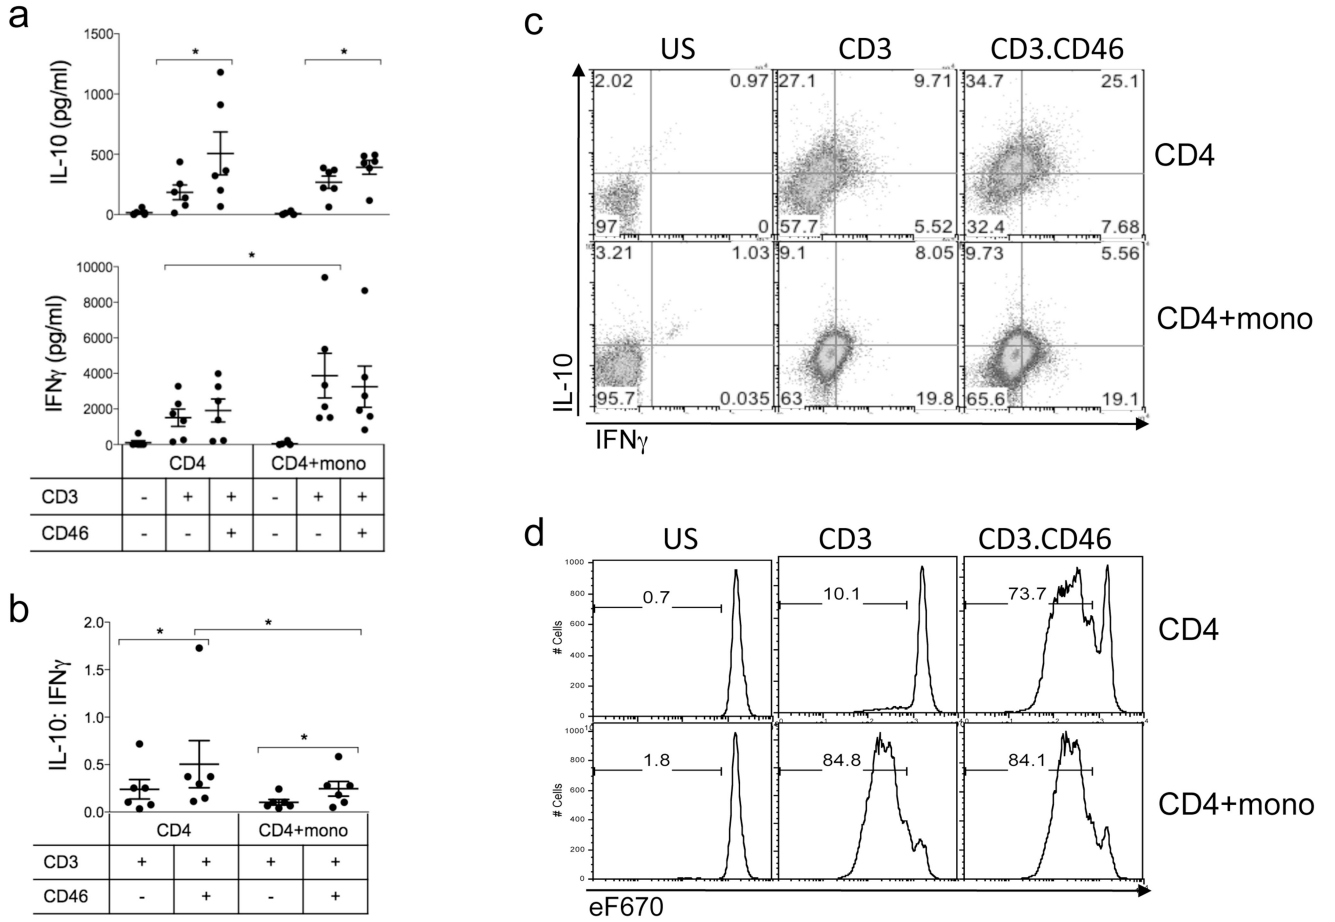 a
1500
1000
500
0
IL-10 (pg/ml)
*
*
10000
8000
6000
4000
2000
0
IFNγ (pg/ml)
*
CD4 CD4+mono
CD3 - + + - + +
CD46 - - + - - +
b
2.0
1.5
1.0
0.5
0.0
IL-10: IFNγ
* *
*
CD4 CD4+mono
CD3 + + + +
CD46 - + - +
c
US CD3 CD3.CD46
2.02 0.97 27.1 9.71 34.7 25.1
CD4
97 0 57.7 5.52 32.4 7.68
3.21 1.03 9.1 8.05 9.73 5.56
CD4+mono
95.7 0.035 63 19.8 65.6 19.1
IL-10
IFNγ
d
US CD3 CD3.CD46
1000
800
600
400
200
0
# Cells
0.7 10.1 73.7
CD4
1000
800
600
400
200
0
# Cells
1.8 84.8 84.1
CD4+mono
eF670